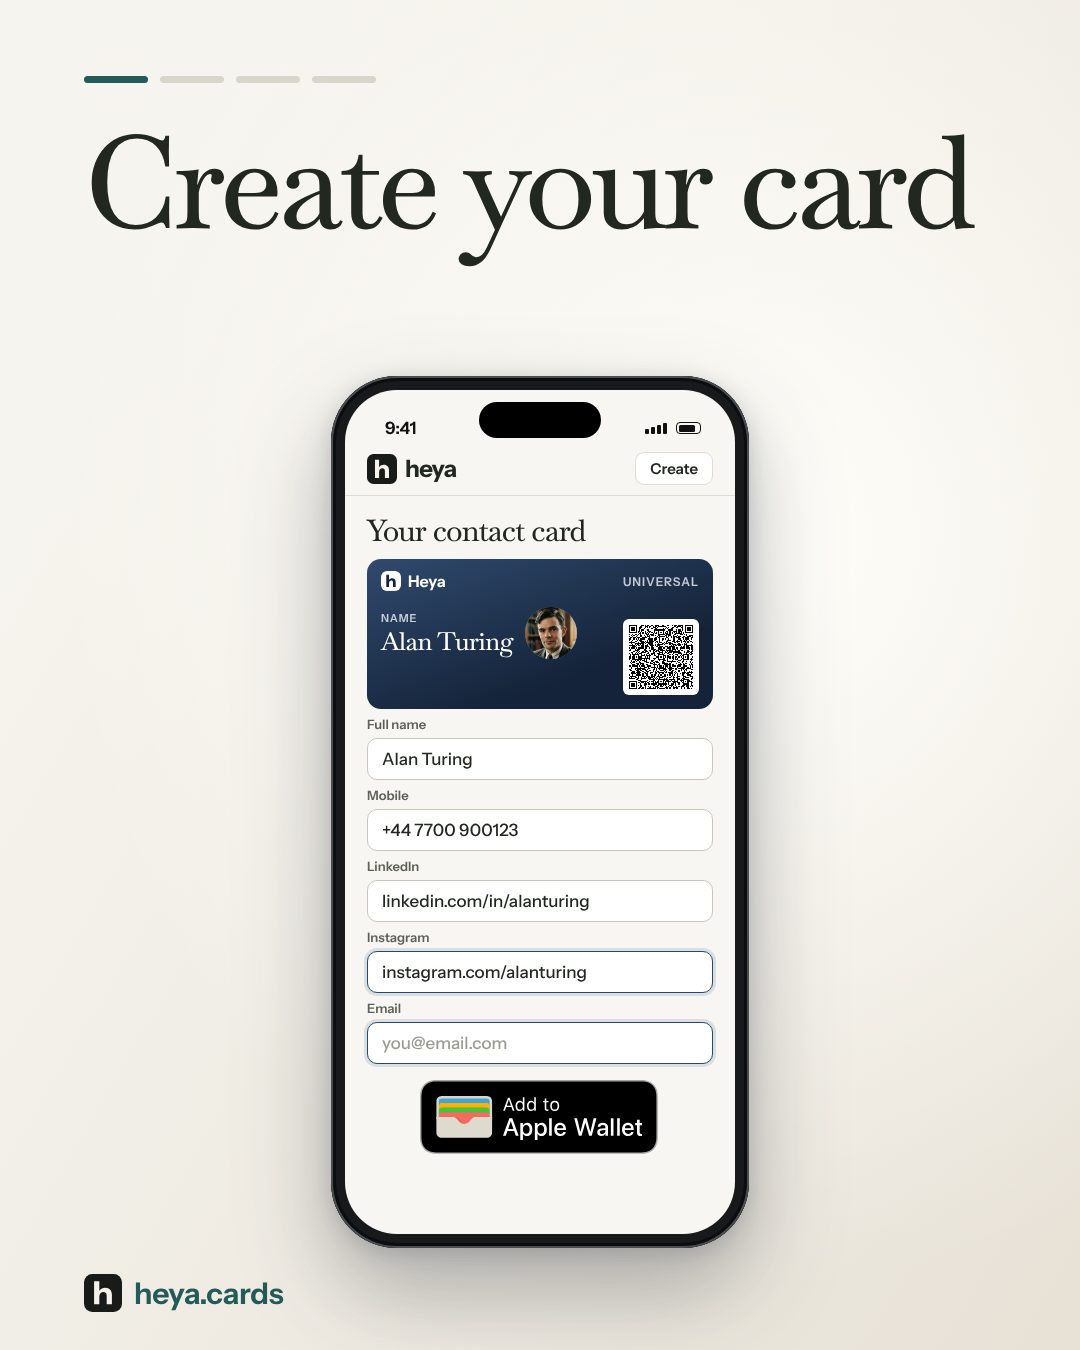 Create your card
9:41
h heya
Create
Your contact card
h Heya
UNIVERSAL
NAME
Alan Turing
Full name
Alan Turing
Mobile
+44 7700 900123
LinkedIn
linkedin.com/in/alanturing
Instagram
instagram.com/alanturing
Email
you@email.com
Add to
Apple Wallet
h heya.cards